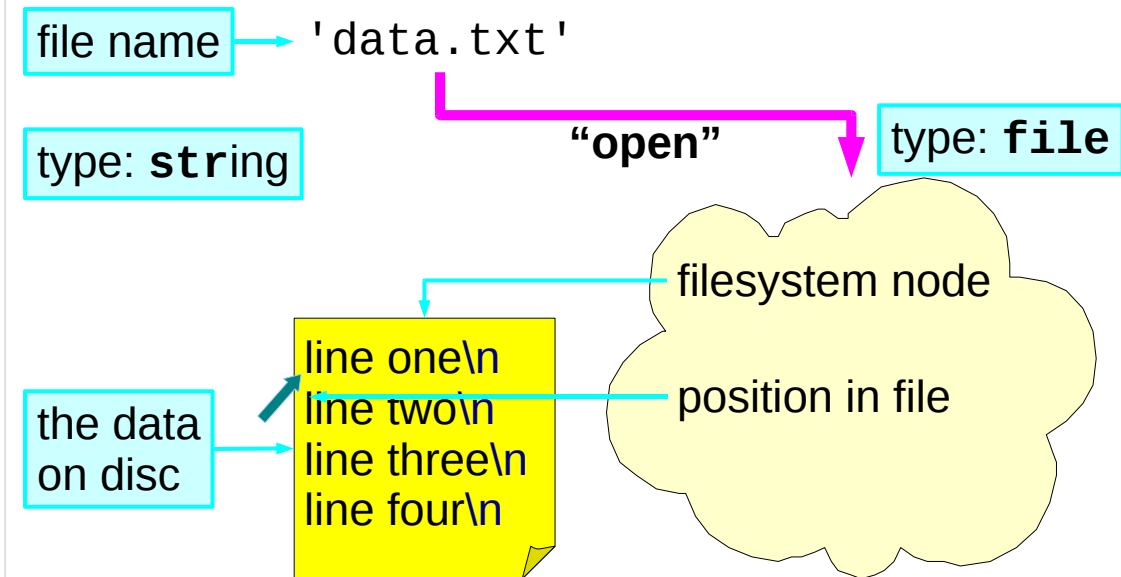 file name
'data.txt'
“open”
type: file
type: string
filesystem node
position in file
line one\n
line two\n
line three\n
line four\n
the data
on disc